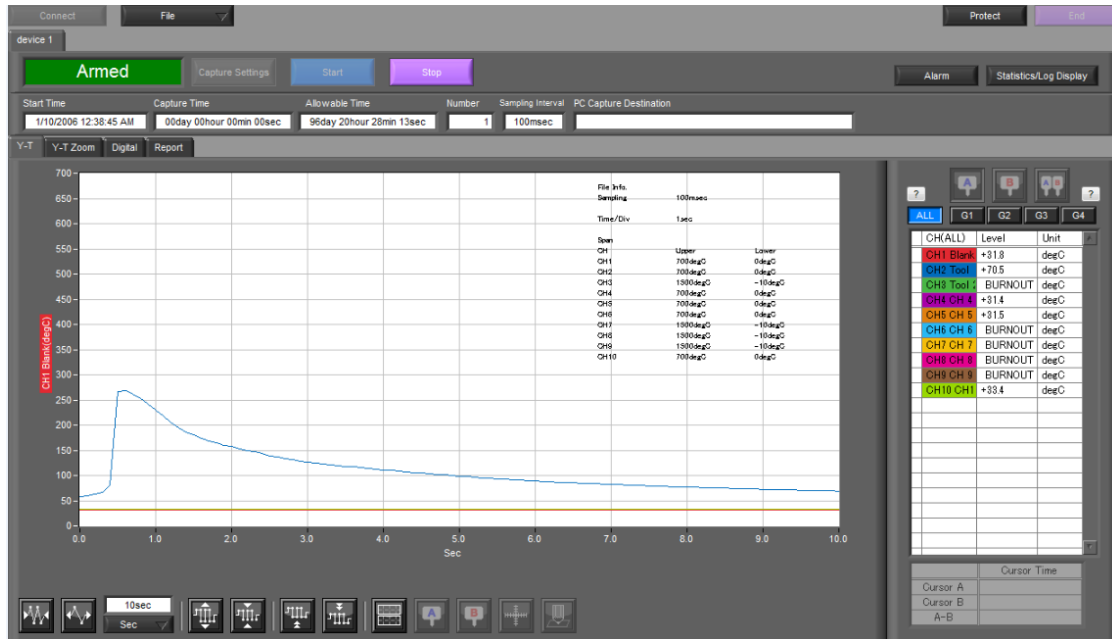 Connect File Protect End
device 1
Armed Capture Settings Start Stop Alarm Statistics/Log Display
Start Time Capture Time Allowable Time Number Sampling Interval PC Capture Destination
1/10/2006 12:38:45 AM 00day 00hour 00min 00sec 96day 20hour 28min 13sec 1 100msec
Y-T Y-T Zoom Digital Report
700
650
600
550
500
450
400
350
300
250
200
150
100
50
0
CH1 Blank(degC)
0.0 1.0 2.0 3.0 4.0 5.0 6.0 7.0 8.0 9.0 10.0
Sec
File Info.
Sampling 100msec
Time/Div 1sec
Span
CH Upper Lower
CH1 700degC 0degC
CH2 700degC 0degC
CH3 1300degC -10degC
CH4 700degC 0degC
CH5 700degC 0degC
CH6 700degC 0degC
CH7 1300degC -10degC
CH8 1300degC -10degC
CH9 1300degC -10degC
CH10 700degC 0degC
? A B A B ?
ALL G1 G2 G3 G4
CH(ALL) Level Unit
CH1 Blank +31.8 degC
CH2 Tool +70.5 degC
CH3 Tool 2 BURNOUT degC
CH4 CH 4 +31.4 degC
CH5 CH 5 +31.5 degC
CH6 CH 6 BURNOUT degC
CH7 CH 7 BURNOUT degC
CH8 CH 8 BURNOUT degC
CH9 CH 9 BURNOUT degC
CH10 CH1 +33.4 degC
Cursor Time
Cursor A
Cursor B
A-B
10sec
Sec
A B